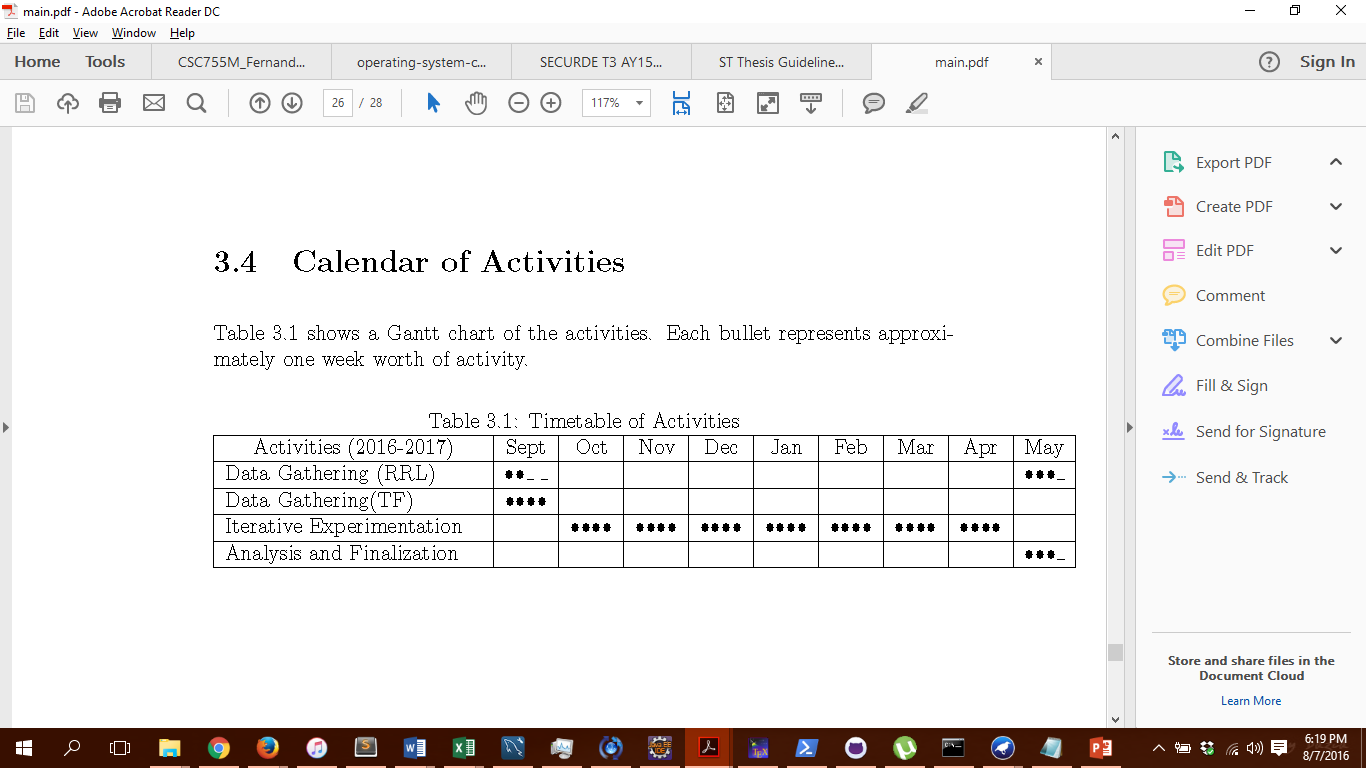 main.pdf - Adobe Acrobat Reader DC
File Edit View Window Help
Home Tools CSC755M_Fernand... operating-system-c... SECURDE T3 AY15... ST Thesis Guideline... main.pdf × ? Sign In
26 / 28 117%
Export PDF
Create PDF
Edit PDF
Comment
Combine Files
Fill & Sign
Send for Signature
Send & Track
Store and share files in the
Document Cloud
Learn More
3.4 Calendar of Activities
Table 3.1 shows a Gantt chart of the activities. Each bullet represents approxi-
mately one week worth of activity.
Table 3.1: Timetable of Activities
Activities (2016-2017) Sept Oct Nov Dec Jan Feb Mar Apr May
Data Gathering (RRL) ••_ _ •••_
Data Gathering(TF) ••••
Iterative Experimentation •••• •••• •••• •••• •••• •••• ••••
Analysis and Finalization •••_
6:19 PM
8/7/2016